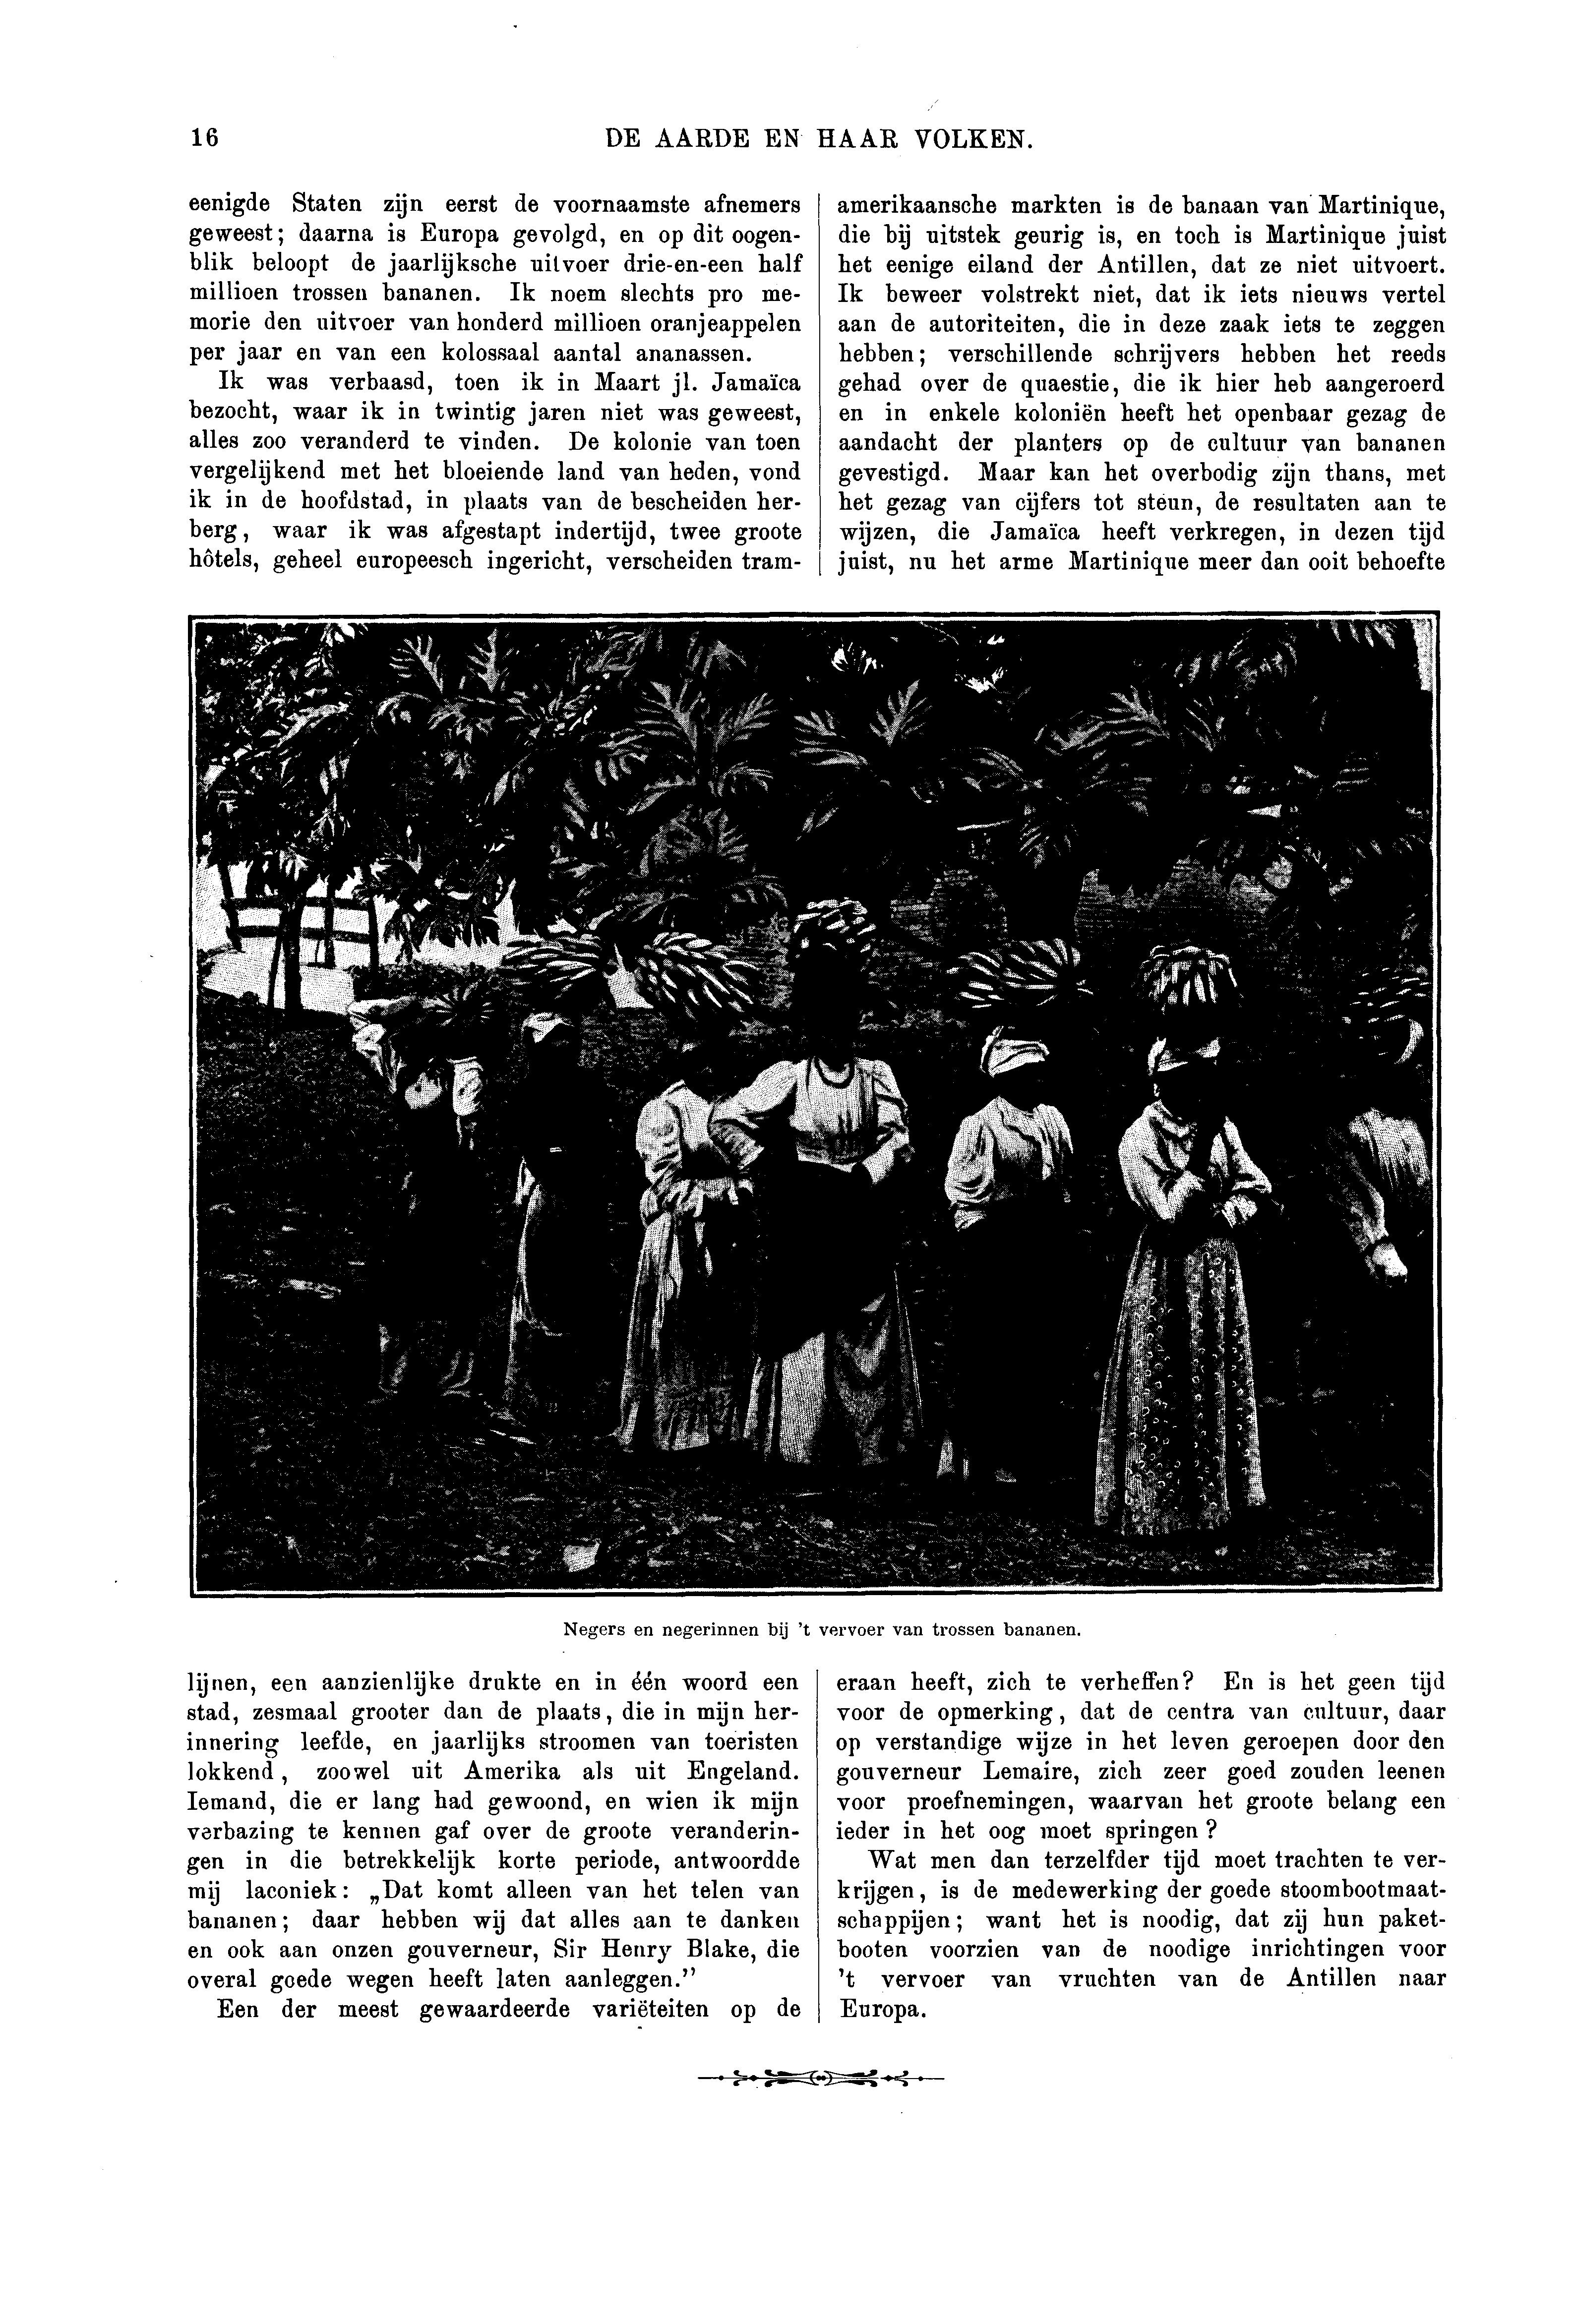 16
DE AARDE EN HAAR VOLKEN.
eenigde Staten zijn eerst de voornaamste afnemers
geweest; daarna is Europa gevolgd, en op dit oogen-
blik beloopt de jaarlijksche uitvoer drie-en-een half
millioen trossen bananen. Ik noem slechts pro me-
morie den uitvoer van honderd millioen oranjeappelen
per jaar en van een kolossaal aantal ananassen.
Ik was verbaasd, toen ik in Maart jl. Jamaïca
bezocht, waar ik in twintig jaren niet was geweest,
alles zoo veranderd te vinden. De kolonie van toen
vergelijkend met het bloeiende land van heden, vond
ik in de hoofdstad, in plaats van de bescheiden her-
berg, waar ik was afgestapt indertijd, twee groote
hôtels, geheel europeesch ingericht, verscheiden tram-
lijnen, een aanzienlijke drukte en in één woord een
stad, zesmaal grooter dan de plaats, die in mijn her-
innering leefde, en jaarlijks stroomen van toeristen
lokkend, zoowel uit Amerika als uit Engeland.
Iemand, die er lang had gewoond, en wien ik mijn
verbazing te kennen gaf over de groote veranderin-
gen in die betrekkelijk korte periode, antwoordde
mij laconiek: „Dat komt alleen van het telen van
bananen; daar hebben wij dat alles aan te danken
en ook aan onzen gouverneur, Sir Henry Blake, die
overal goede wegen heeft laten aanleggen.”
Een der meest gewaardeerde variëteiten op de
amerikaansche markten is de banaan van Martinique,
die bij uitstek geurig is, en toch is Martinique juist
het eenige eiland der Antillen, dat ze niet uitvoert.
Ik beweer volstrekt niet, dat ik iets nieuws vertel
aan de autoriteiten, die in deze zaak iets te zeggen
hebben; verschillende schrijvers hebben het reeds
gehad over de quaestie, die ik hier heb aangeroerd
en in enkele koloniën heeft het openbaar gezag de
aandacht der planters op de cultuur van bananen
gevestigd. Maar kan het overbodig zijn thans, met
het gezag van cijfers tot steun, de resultaten aan te
wijzen, die Jamaïca heeft verkregen, in dezen tijd
juist, nu het arme Martinique meer dan ooit behoefte
eraan heeft, zich te verheffen? En is het geen tijd
voor de opmerking, dat de centra van cultuur, daar
op verstandige wijze in het leven geroepen door den
gouverneur Lemaire, zich zeer goed zouden leenen
voor proefnemingen, waarvan het groote belang een
ieder in het oog moet springen?
Wat men dan terzelfder tijd moet trachten te ver-
krijgen, is de medewerking der goede stoombootmaat-
schappijen; want het is noodig, dat zij hun paket-
booten voorzien van de noodige inrichtingen voor
't vervoer van vruchten van de Antillen naar
Europa.
Negers en negerinnen bij 't vervoer van trossen bananen.